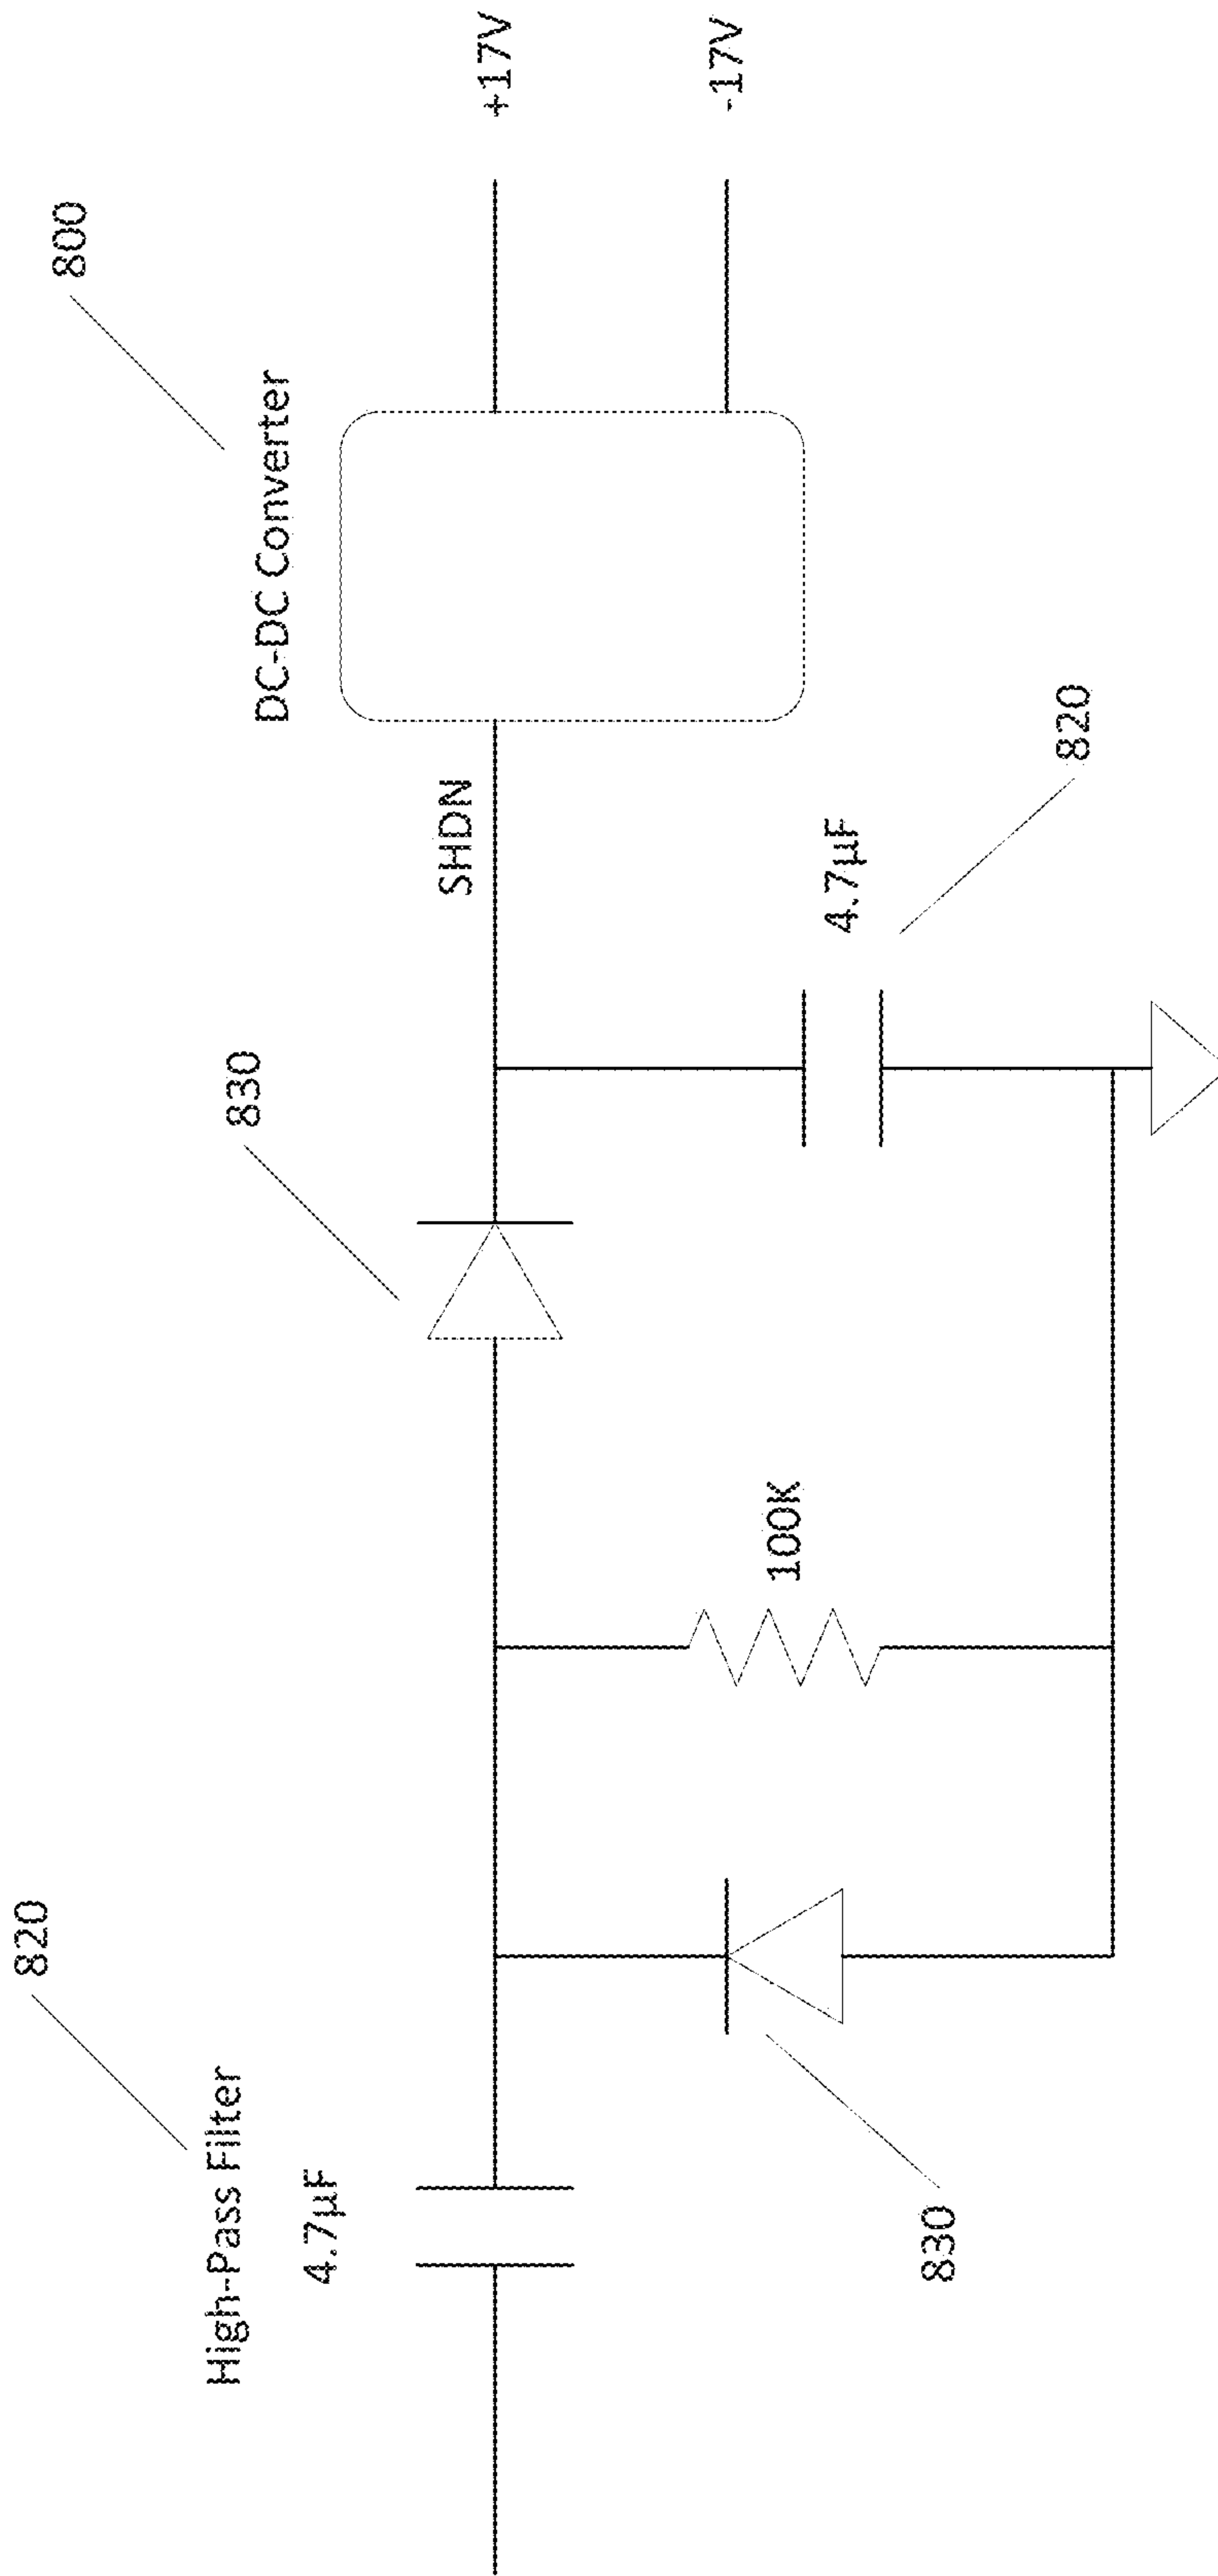 820
High-Pass Filter
4.7µF
830
100K
830
4.7µF
820
SHDN
DC-DC Converter
800
+17V
-17V